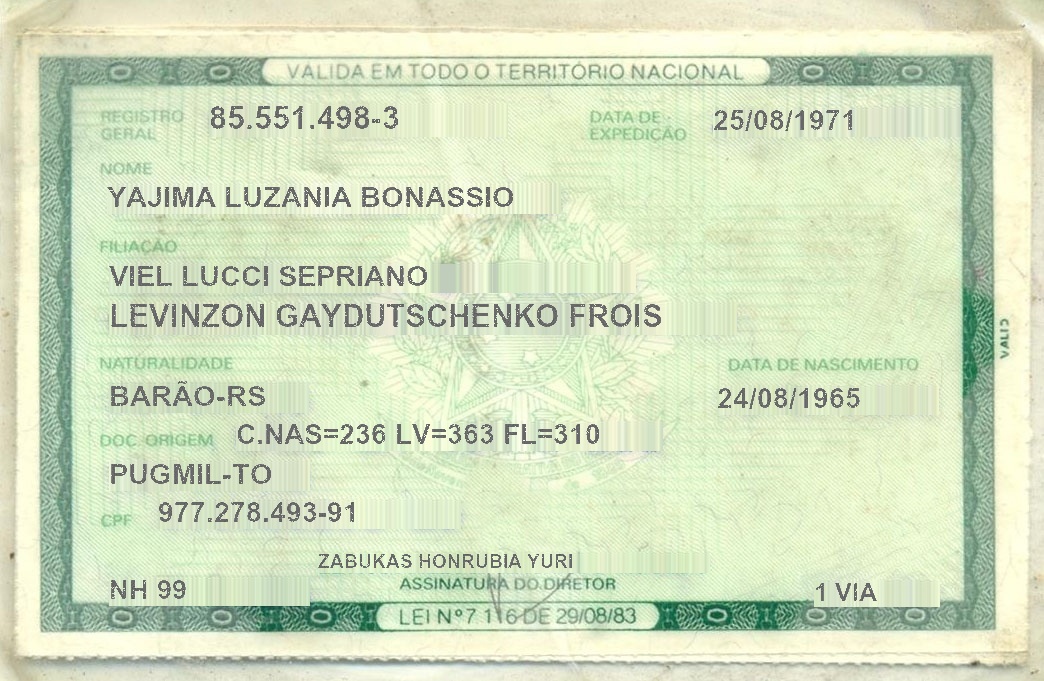 VÁLIDA EM TODO O TERRITÓRIO NACIONAL
REGISTRO GERAL 85.551.498-3 DATA DE EXPEDIÇÃO 25/08/1971
NOME
YAJIMA LUZANIA BONASSIO
FILIAÇÃO
VIEL LUCCI SEPRIANO
LEVINZON GAYDUTSCHENKO FROIS
NATURALIDADE DATA DE NASCIMENTO
BARÃO-RS 24/08/1965
DOC. ORIGEM C.NAS=236 LV=363 FL=310
PUGMIL-TO
CPF 977.278.493-91
ZABUKAS HONRUBIA YURI
NH 99 ASSINATURA DO DIRETOR 1 VIA
LEI Nº 7.116 DE 29/08/83
VALID